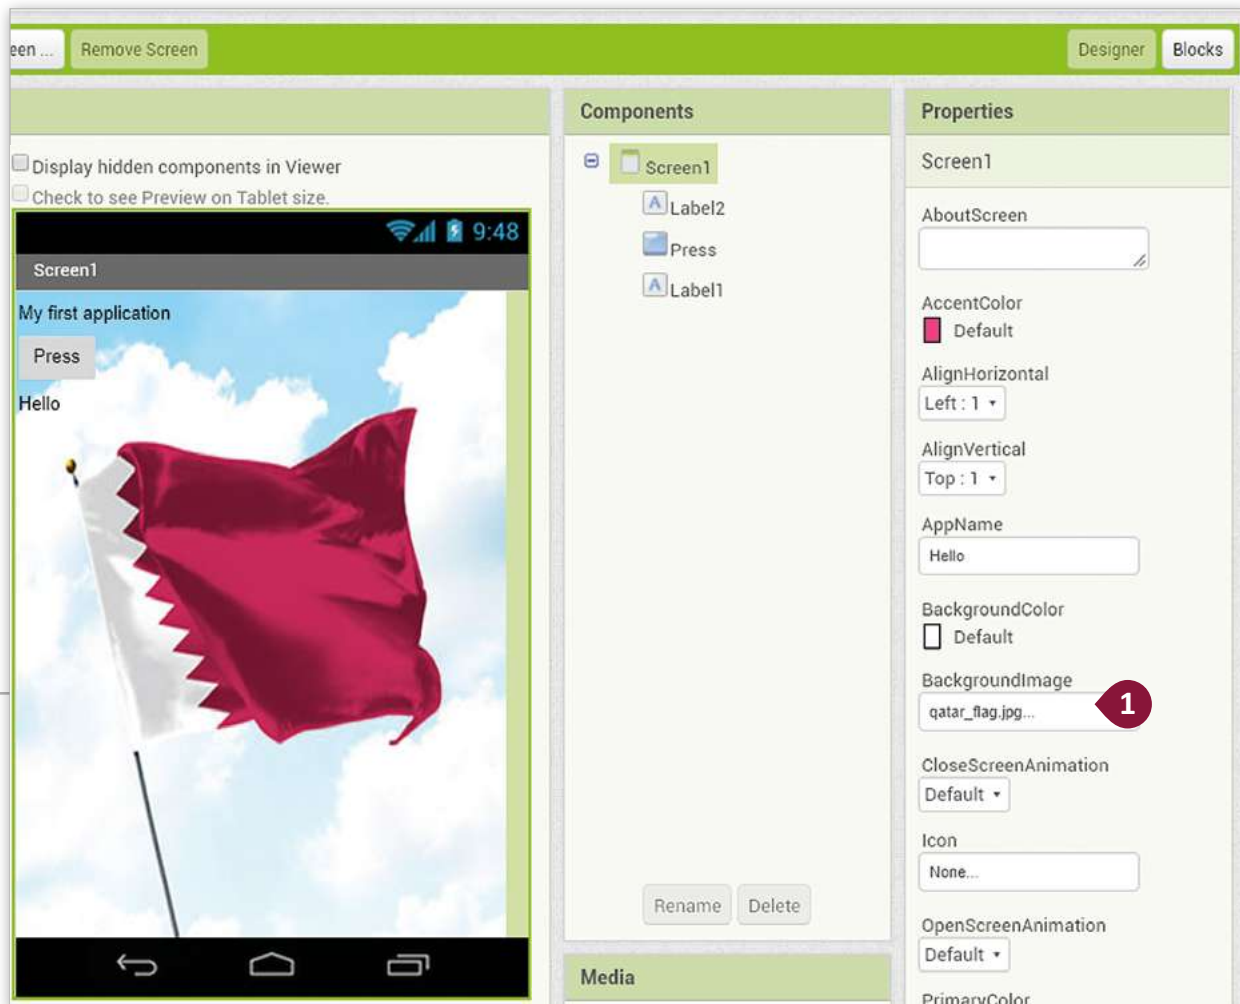 een ...
Remove Screen
Designer
Blocks
Display hidden components in Viewer
Check to see Preview on Tablet size.
9:48
Screen1
My first application
Press
Hello
Components
Screen1
Label2
Press
Label1
Rename
Delete
Media
Properties
Screen1
AboutScreen
AccentColor
Default
AlignHorizontal
Left : 1
AlignVertical
Top : 1
AppName
Hello
BackgroundColor
Default
BackgroundImage
qatar_flag.jpg...
1
CloseScreenAnimation
Default
Icon
None...
OpenScreenAnimation
Default
PrimaryColor